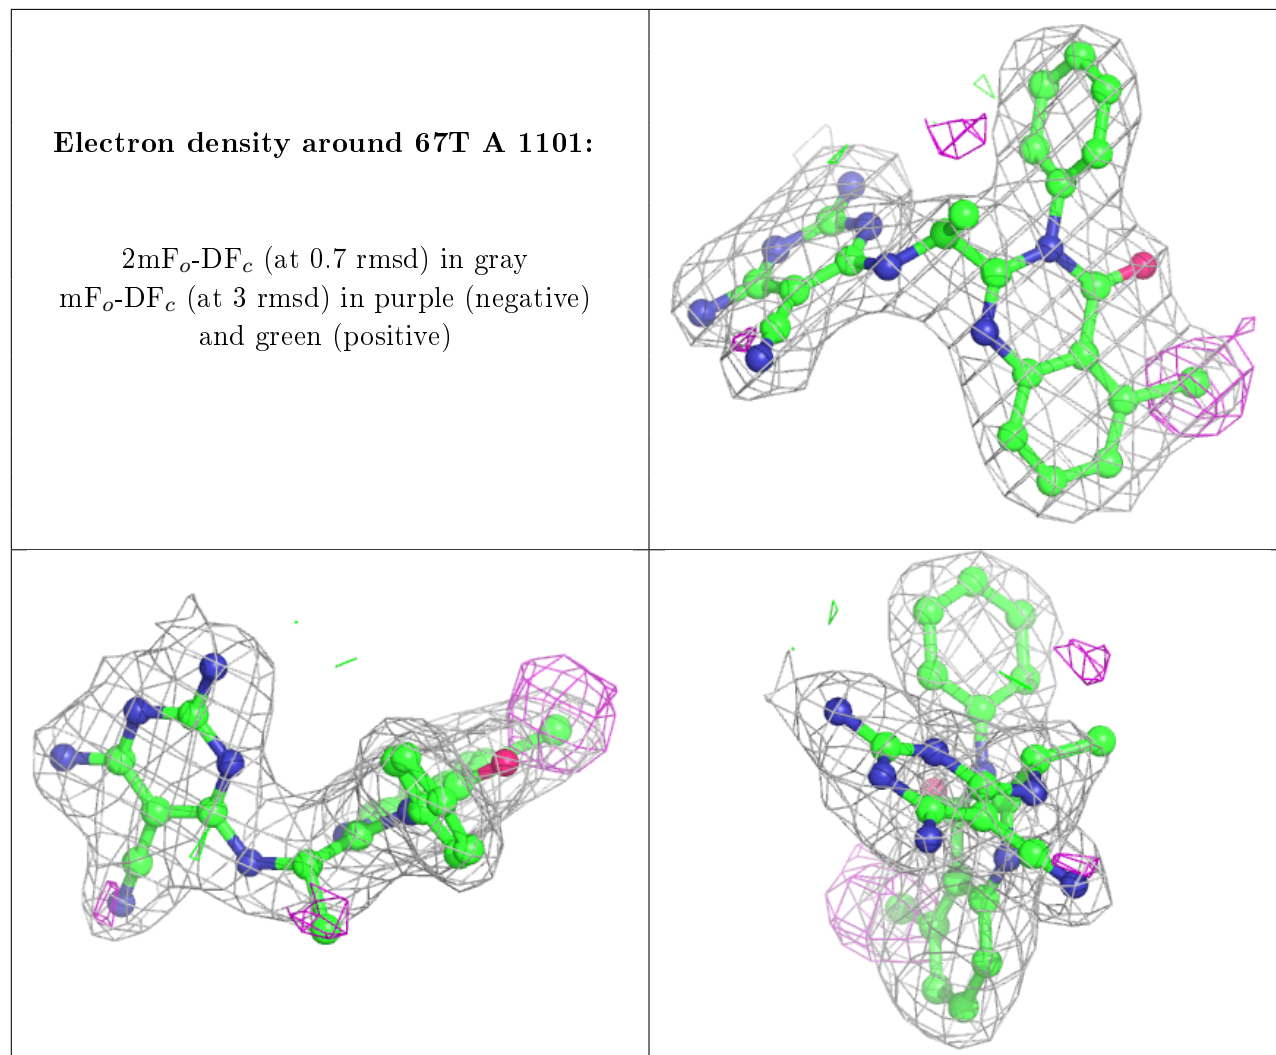 Electron density around 67T A 1101:
2mFₒ-DF𝒸 (at 0.7 rmsd) in gray
mFₒ-DF𝒸 (at 3 rmsd) in purple (negative)
and green (positive)